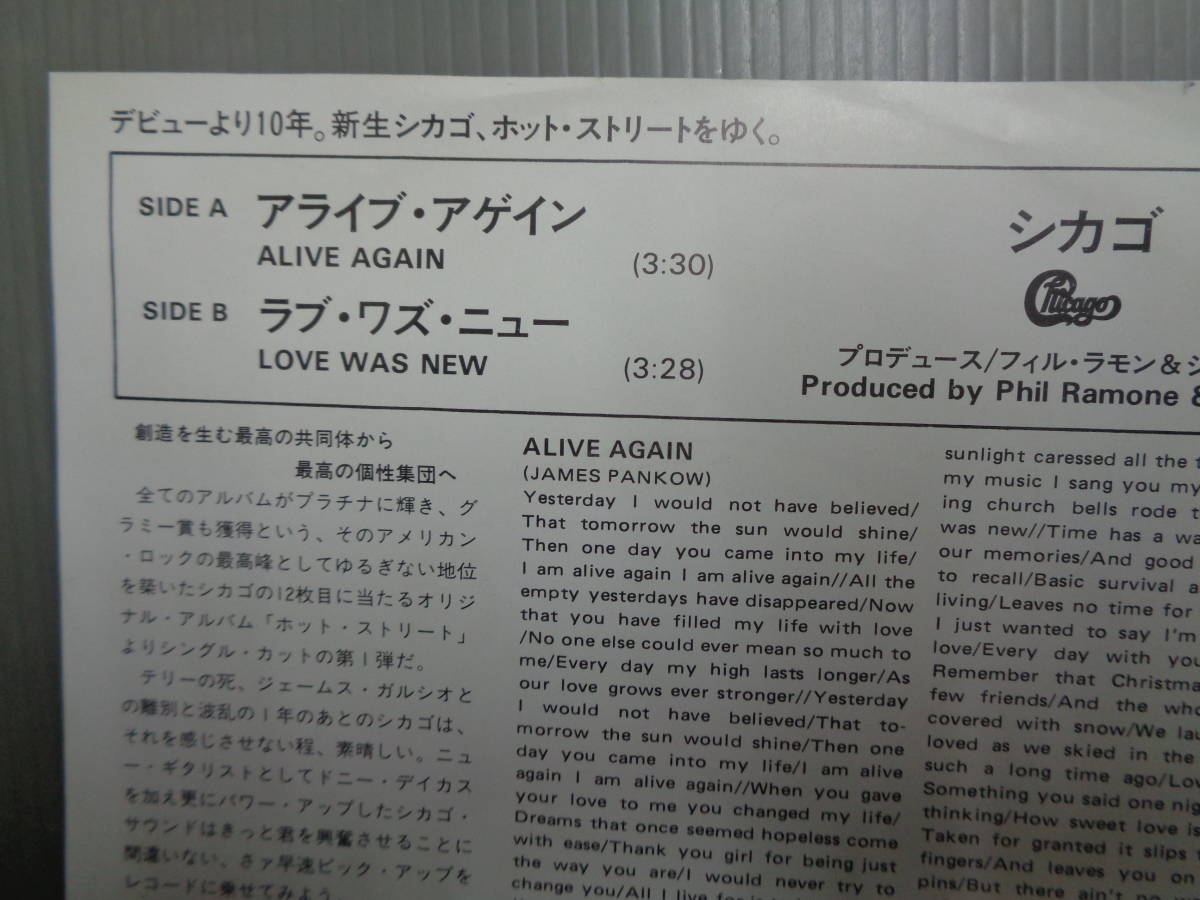 デビューより10年。新生シカゴ、ホット・ストリートをゆく。
SIDE A アライブ・アゲイン
ALIVE AGAIN (3:30)
SIDE B ラブ・ワズ・ニュー
LOVE WAS NEW (3:28)
シカゴ
Chicago
プロデュース/フィル・ラモン&シ
Produced by Phil Ramone &
創造を生む最高の共同体から
最高の個性集団へ
全てのアルバムがプラチナに輝き、グ
ラミー賞も獲得という、そのアメリカン
・ロックの最高峰としてゆるぎない地位
を築いたシカゴの12枚目に当たるオリジ
ナル・アルバム「ホット・ストリート」
よりシングル・カットの第1弾だ。
テリーの死、ジェームス・ガルシオと
の離別と波乱の1年のあとのシカゴは、
それを感じさせない程、素晴しい。ニュ
ー・ギタリストとしてドニー・デイカス
を加え更にパワー・アップしたシカゴ・
サウンドはきっと君を興奮させることに
間違いない、さァ早速ピック・アップを
レコードに乗せてみよう。
ALIVE AGAIN
(JAMES PANKOW)
Yesterday I would not have believed/
That tomorrow the sun would shine/
Then one day you came into my life/
I am alive again I am alive again//All the
empty yesterdays have disappeared/Now
that you have filled my life with love
/No one else could ever mean so much to
me/Every day my high lasts longer/As
our love grows ever stronger//Yesterday
I would not have believed/That to-
morrow the sun would shine/Then one
day you came into my life/I am alive
again I am alive again//When you gave
your love to me you changed my life/
Dreams that once seemed hopeless come
with ease/Thank you girl for being just
the way you are/I would never try to
change you/All I live for
sunlight caressed all the
my music I sang you my
ing church bells rode
was new//Time has a
our memories/And good
to recall/Basic survival
living/Leaves no time for
I just wanted to say I'm
love/Every day with you
Remember that Christma
few friends/And the
covered with snow/We
loved as we skied in the
such a long time ago/
Something you said one
thinking/How sweet love is
Taken for granted it slips
fingers/And leaves you on
pins/But there ain't no